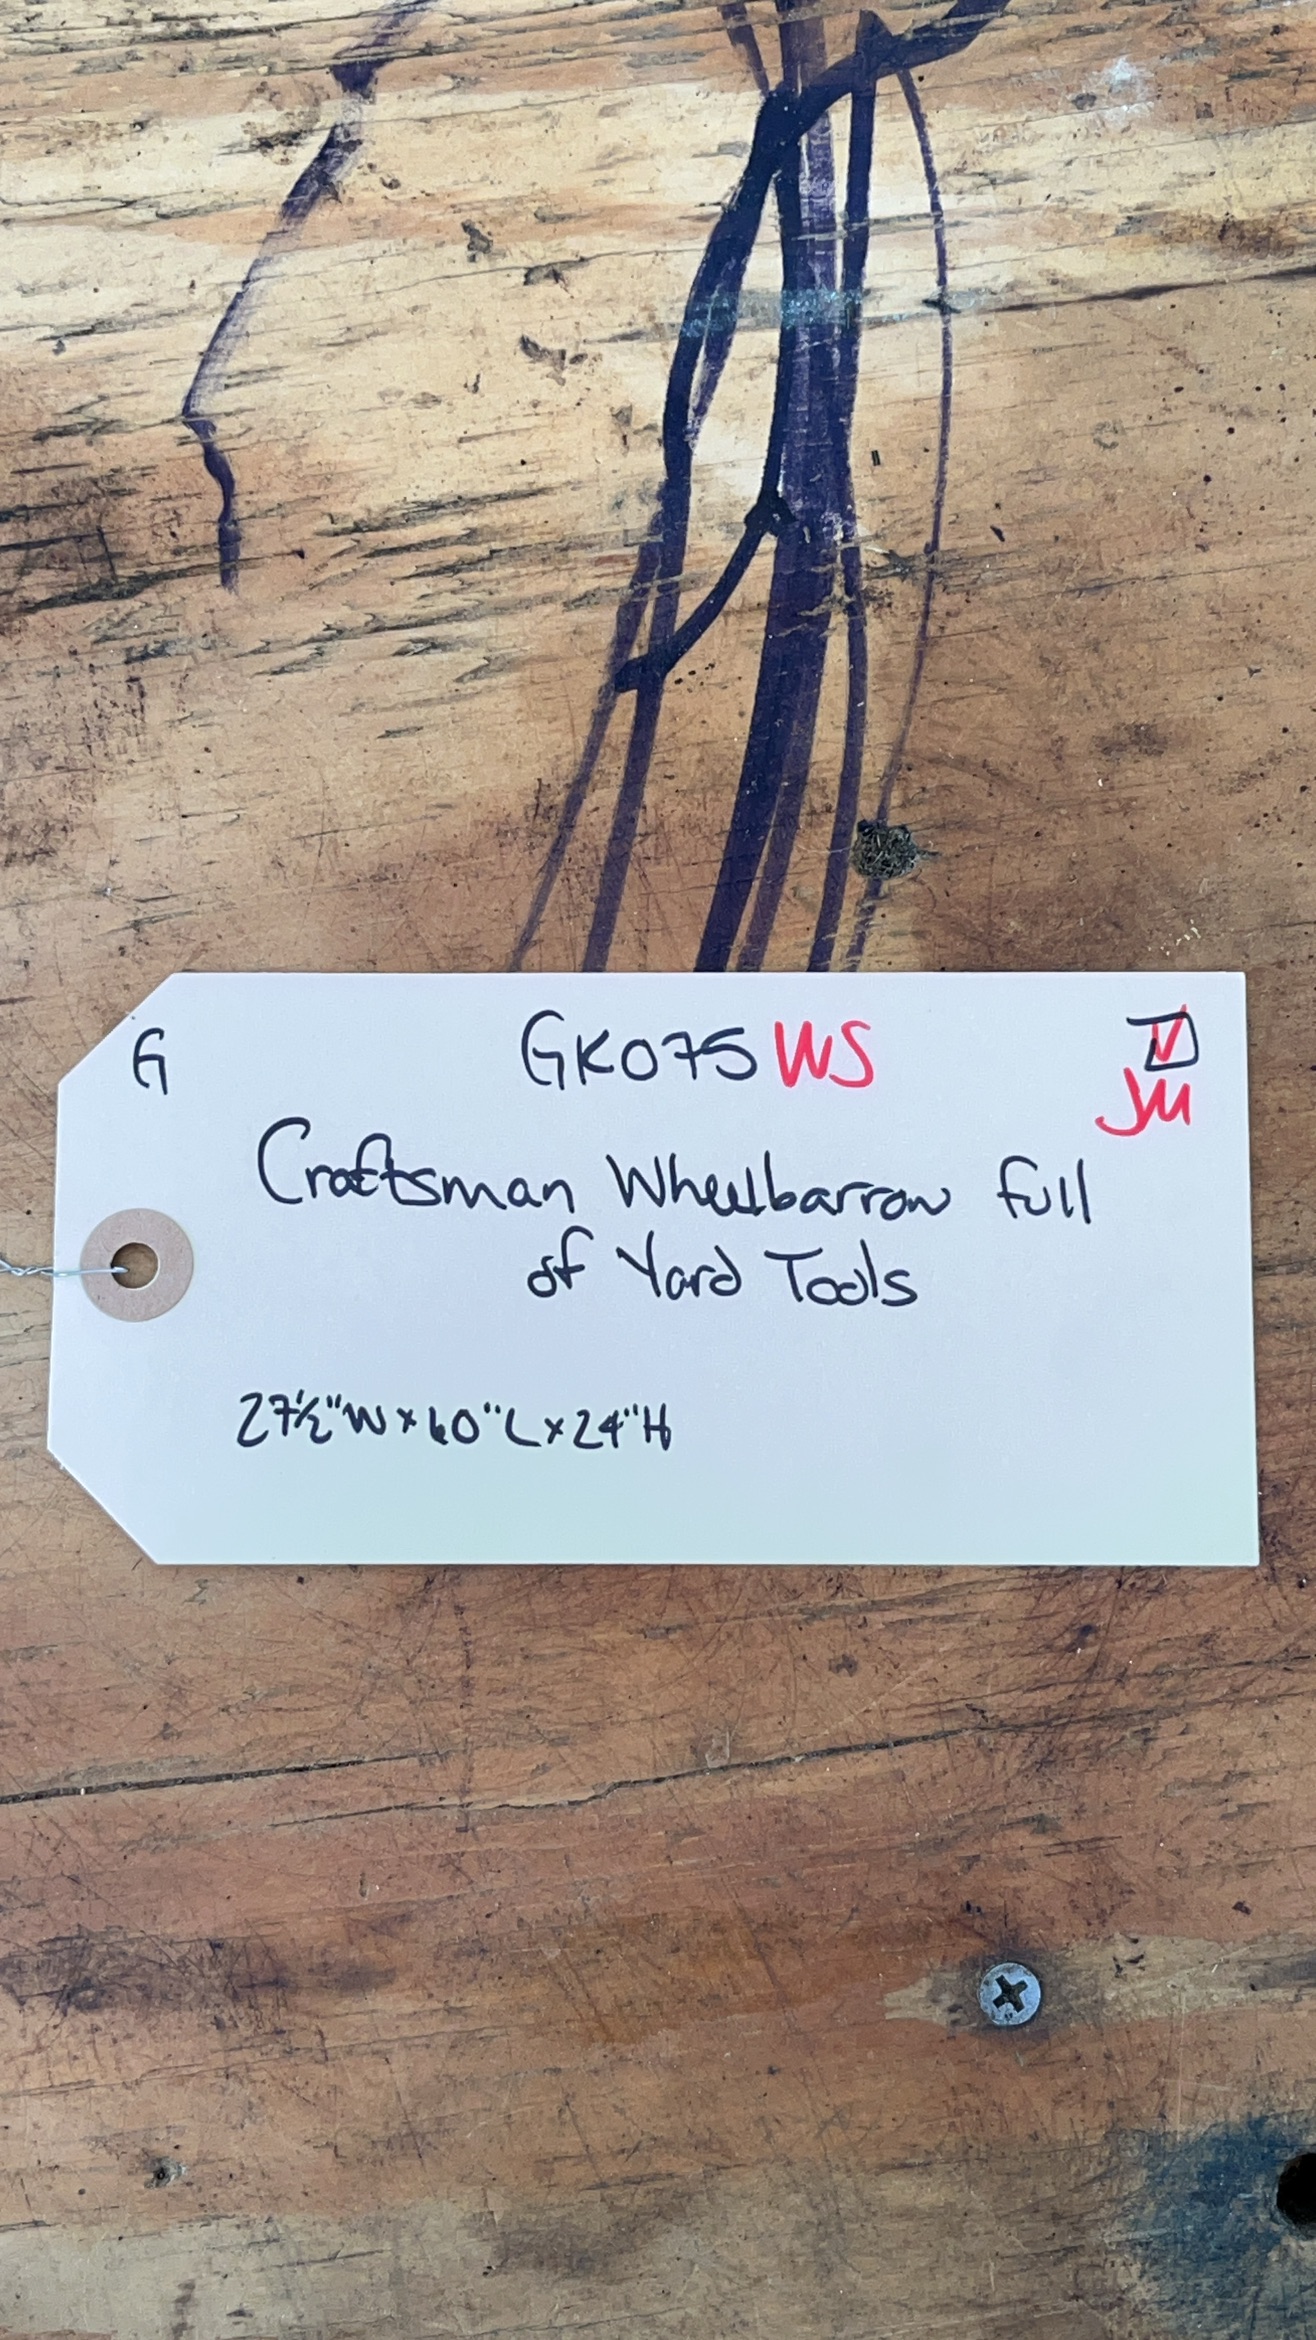 G GK075 WS
JM
Craftsman Wheelbarrow full
of Yard Tools
27½"W x 60"L x 24"H